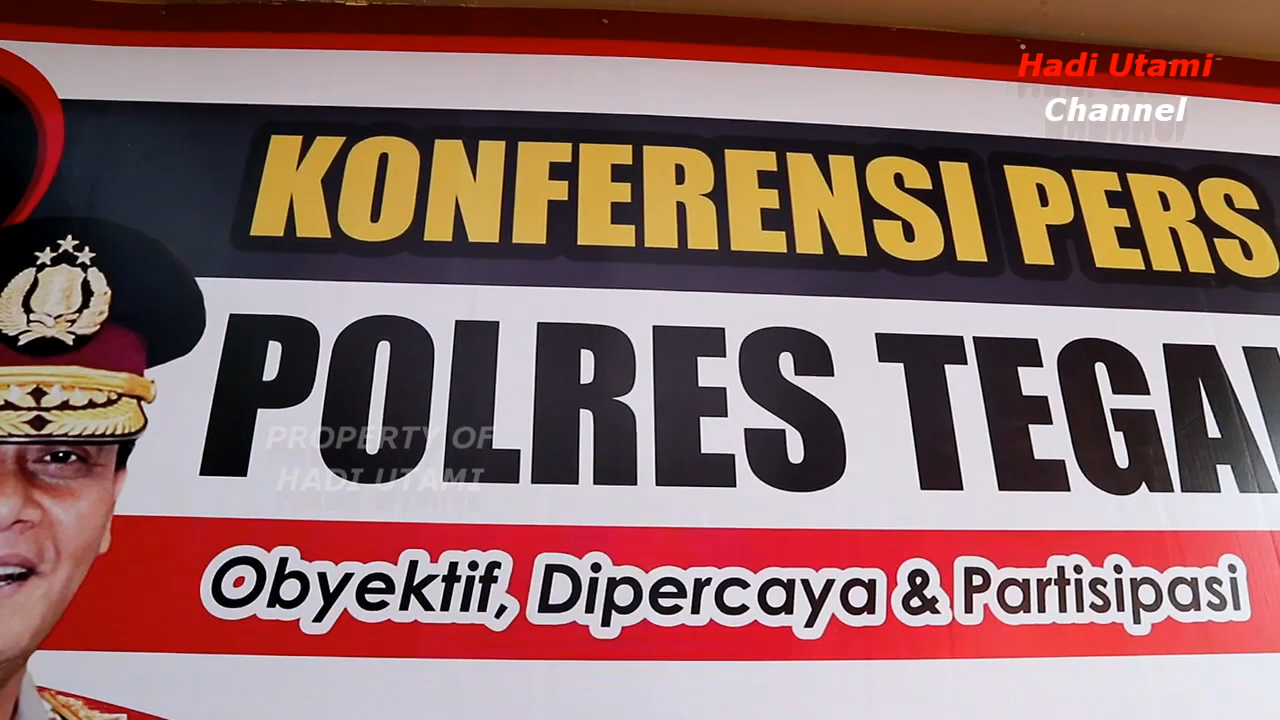 Hadi Utami
Channel
KONFERENSI PERS
POLRES TEGA
PROPERTY OF
HADI UTAMI
Obyektif, Dipercaya & Partisipasi